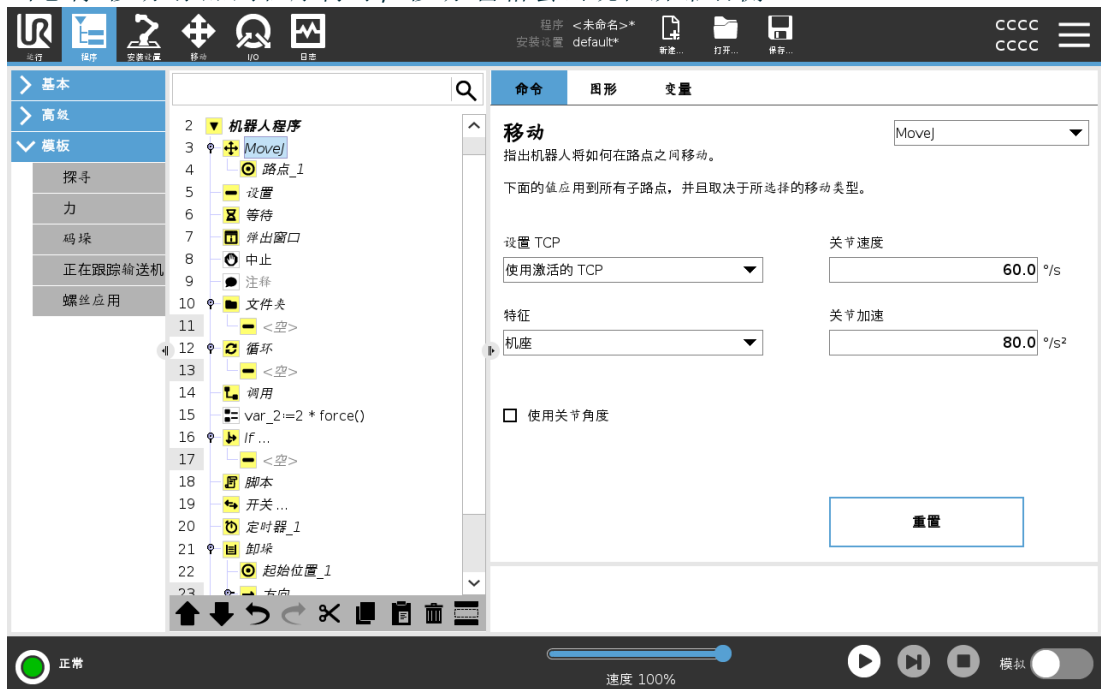 程序 <未命名>*
安装设置 default*
CCCC
CCCC
运行 程序 安装设置 移动 I/O 日志 新建... 打开... 保存...
基本
高级
模板
探寻
力
码垛
正在跟踪输送机
螺丝应用
2 机器人程序
3 MoveJ
4 路点_1
5 设置
6 等待
7 弹出窗口
8 中止
9 注释
10 文件夹
11 <空>
12 循环
13 <空>
14 调用
15 var_2≔2 * force()
16 If ...
17 <空>
18 脚本
19 开关 ...
20 定时器_1
21 卸垛
22 起始位置_1
23 方向
命令 图形 变量
移动
MoveJ
指出机器人将如何在路点之间移动。
下面的值应用到所有子路点，并且取决于所选择的移动类型。
设置 TCP 关节速度
使用激活的 TCP 60.0 °/s
特征 关节加速
机座 80.0 °/s²
使用关节角度
重置
正常
速度 100%
模拟